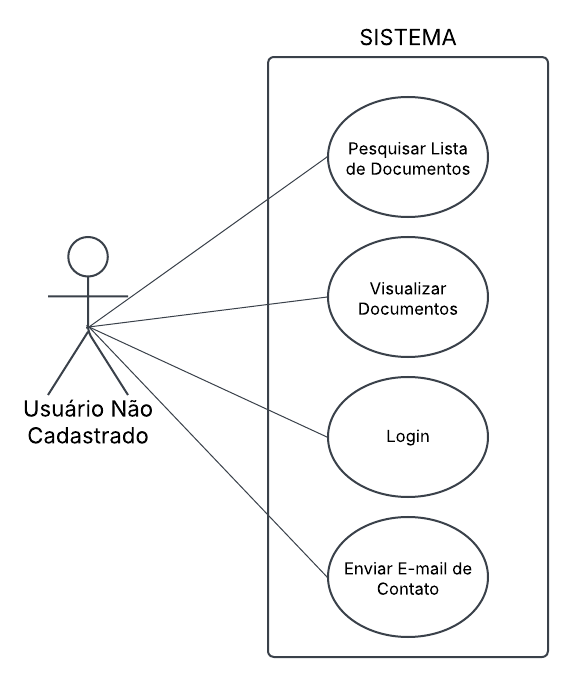 SISTEMA
Pesquisar Lista
de Documentos
Visualizar
Documentos
Usuário Não
Cadastrado
Login
Enviar E-mail de
Contato